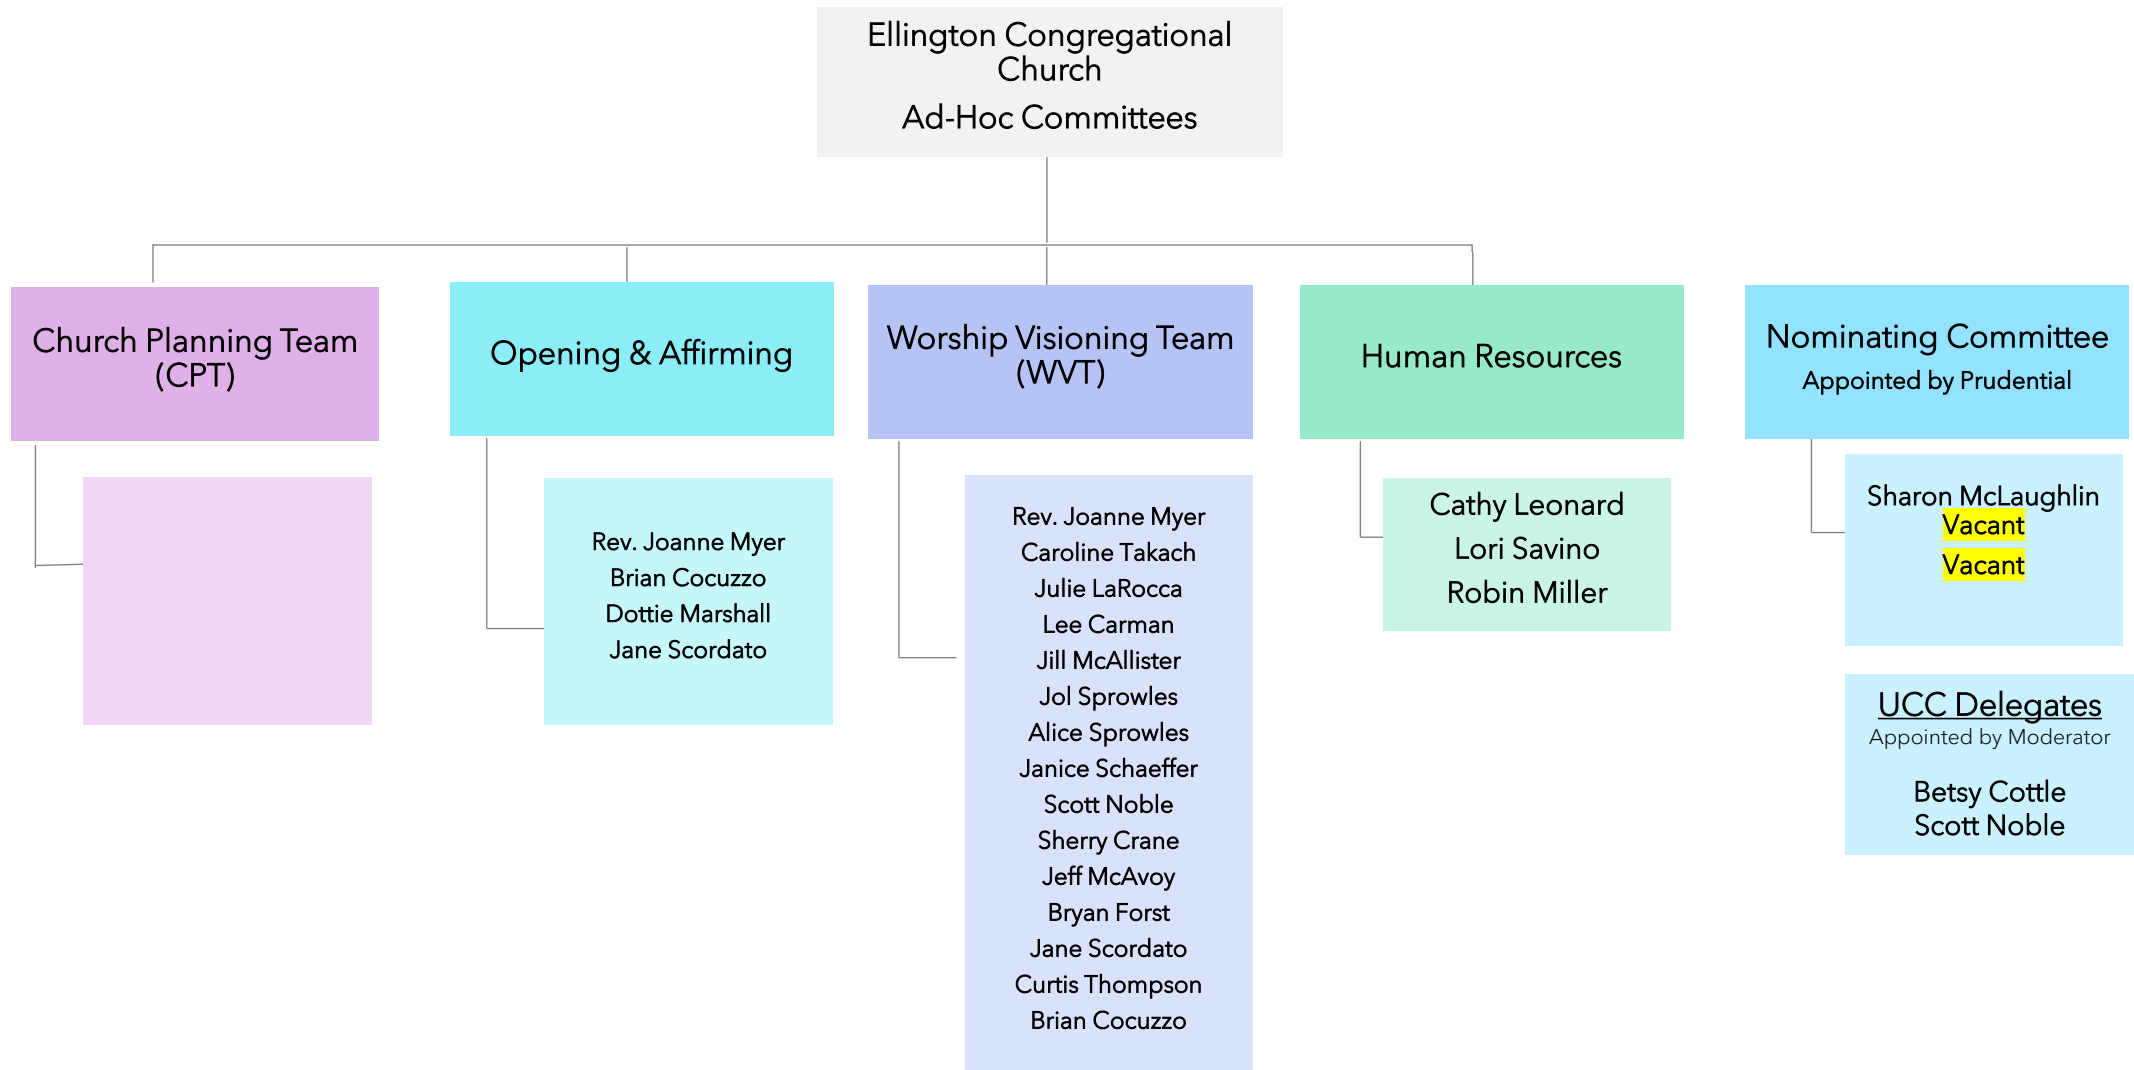 Ellington Congregational
Church
Ad-Hoc Committees
Church Planning Team
(CPT)
Opening & Affirming
Rev. Joanne Myer
Brian Cocuzzo
Dottie Marshall
Jane Scordato
Worship Visioning Team
(WVT)
Rev. Joanne Myer
Caroline Takach
Julie LaRocca
Lee Carman
Jill McAllister
Jol Sprowles
Alice Sprowles
Janice Schaeffer
Scott Noble
Sherry Crane
Jeff McAvoy
Bryan Forst
Jane Scordato
Curtis Thompson
Brian Cocuzzo
Human Resources
Cathy Leonard
Lori Savino
Robin Miller
Nominating Committee
Appointed by Prudential
Sharon McLaughlin
Vacant
Vacant
UCC Delegates
Appointed by Moderator
Betsy Cottle
Scott Noble